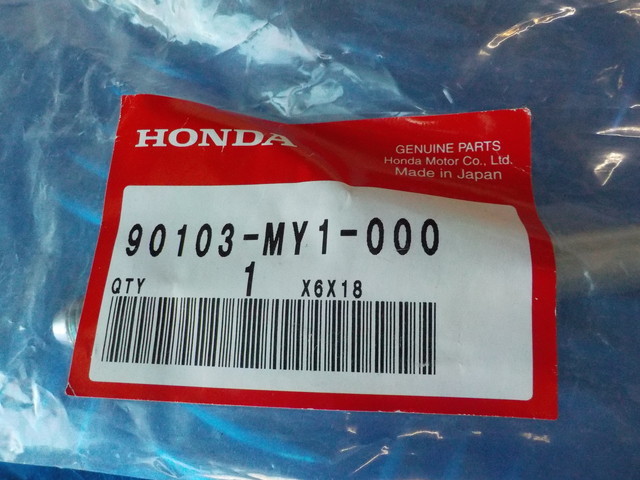 HONDA
GENUINE PARTS
Honda Motor Co., Ltd.
Made in Japan
90103-MY1-000
QTY 1 X6X18